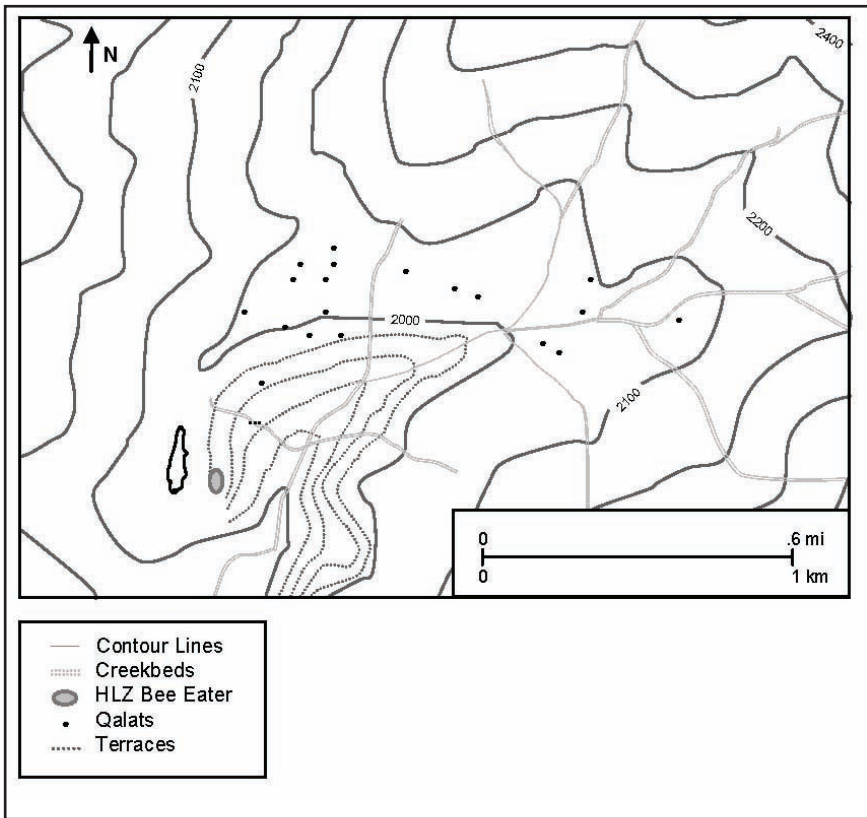 N
2100
2400
2200
2000
2100
0 .6 mi
0 1 km
Contour Lines
Creekbeds
HLZ Bee Eater
Qalats
Terraces